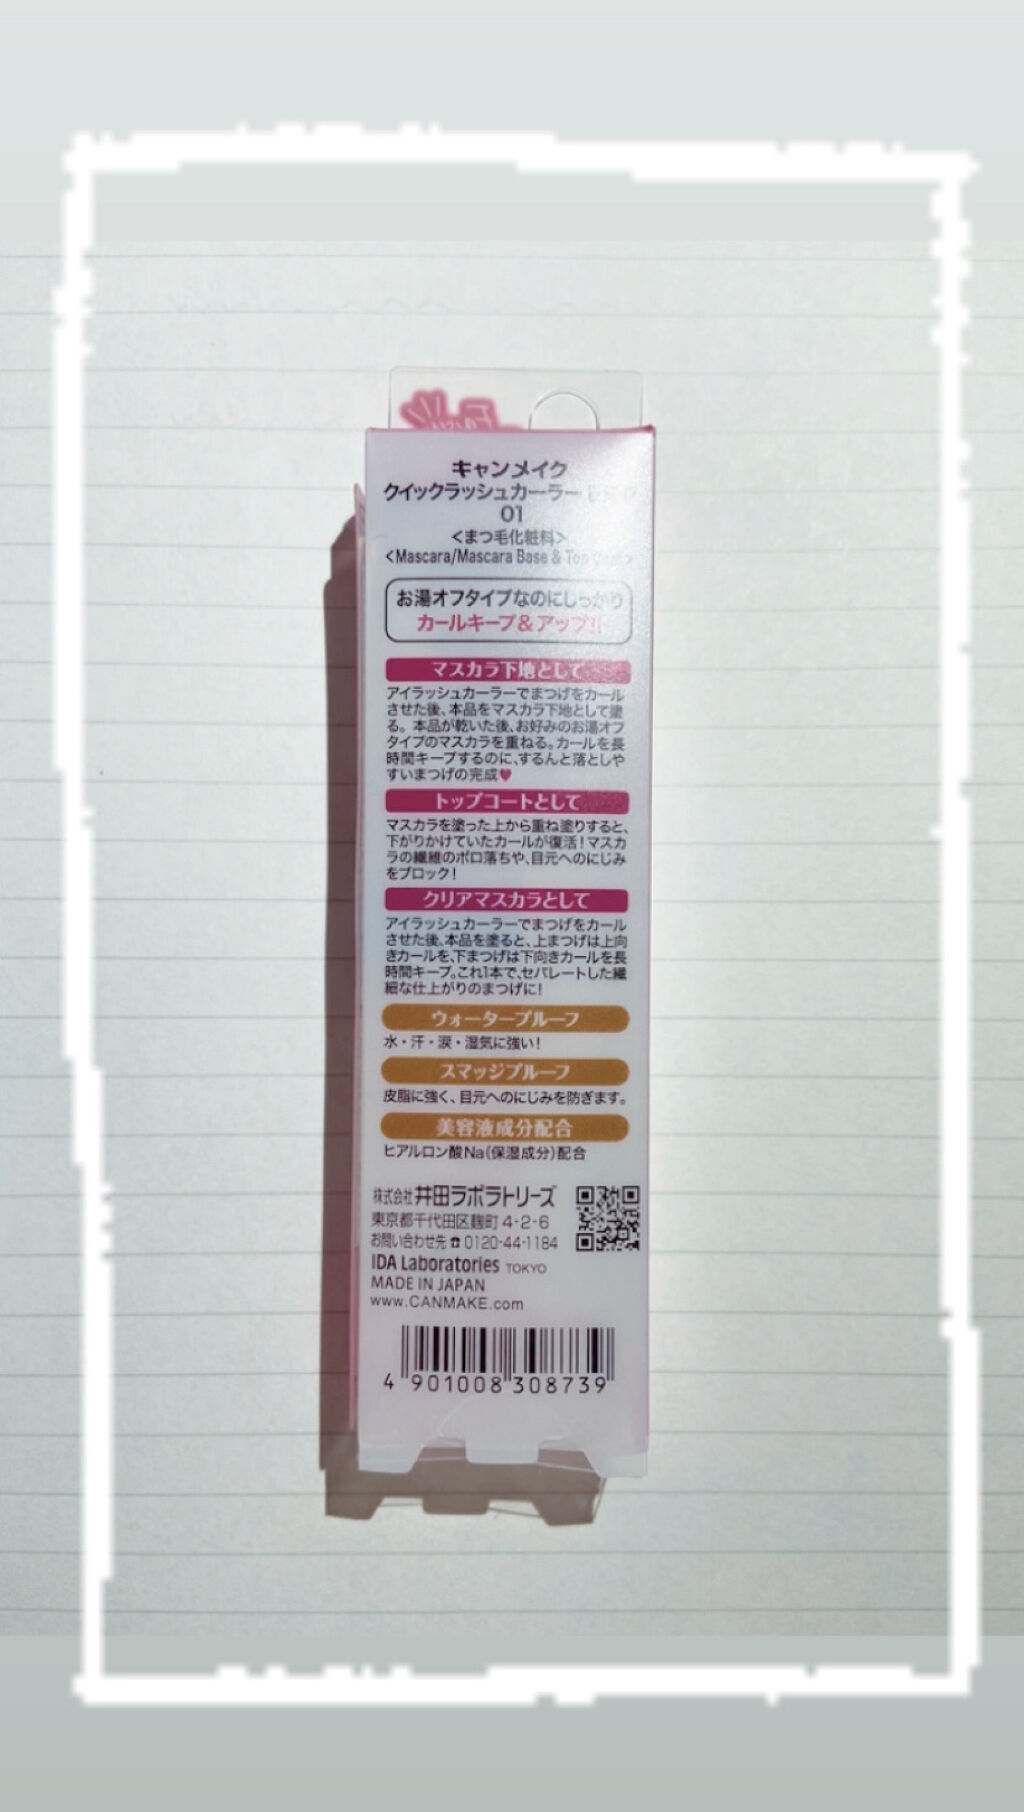 キャンメイク
クイックラッシュカーラー
01
<まつ毛化粧料>
<Mascara/Mascara Base & Top
お湯オフタイプなのにしっかり
カールキープ&アップ!!
マスカラ下地として
アイラッシュカーラーでまつげをカール
させた後、本品をマスカラ下地として塗
る。本品が乾いた後、お好みのお湯オフ
タイプのマスカラを重ねる。カールを長
時間キープするのに、するんと落としや
すいまつげの完成♥
トップコートとして
マスカラを塗った上から重ね塗りすると、
下がりかけていたカールが復活!マスカ
ラの繊維のポロ落ちや、目元へのにじみ
をブロック!
クリアマスカラとして
アイラッシュカーラーでまつげをカール
させた後、本品を塗ると、上まつげは上向
きカールを、下まつげは下向きカールを長
時間キープ。これ1本で、セパレートした繊
細な仕上がりのまつげに!
ウォータープルーフ
水・汗・涙・湿気に強い!
スマッジプルーフ
皮脂に強く、目元へのにじみを防ぎます。
美容液成分配合
ヒアルロン酸Na(保湿成分)配合
株式会社井田ラボラトリーズ
東京都千代田区麹町4-2-6
お問い合わせ先☎0120-44-1184
IDA Laboratories TOKYO
MADE IN JAPAN
www.CANMAKE.com
4 901008 308739